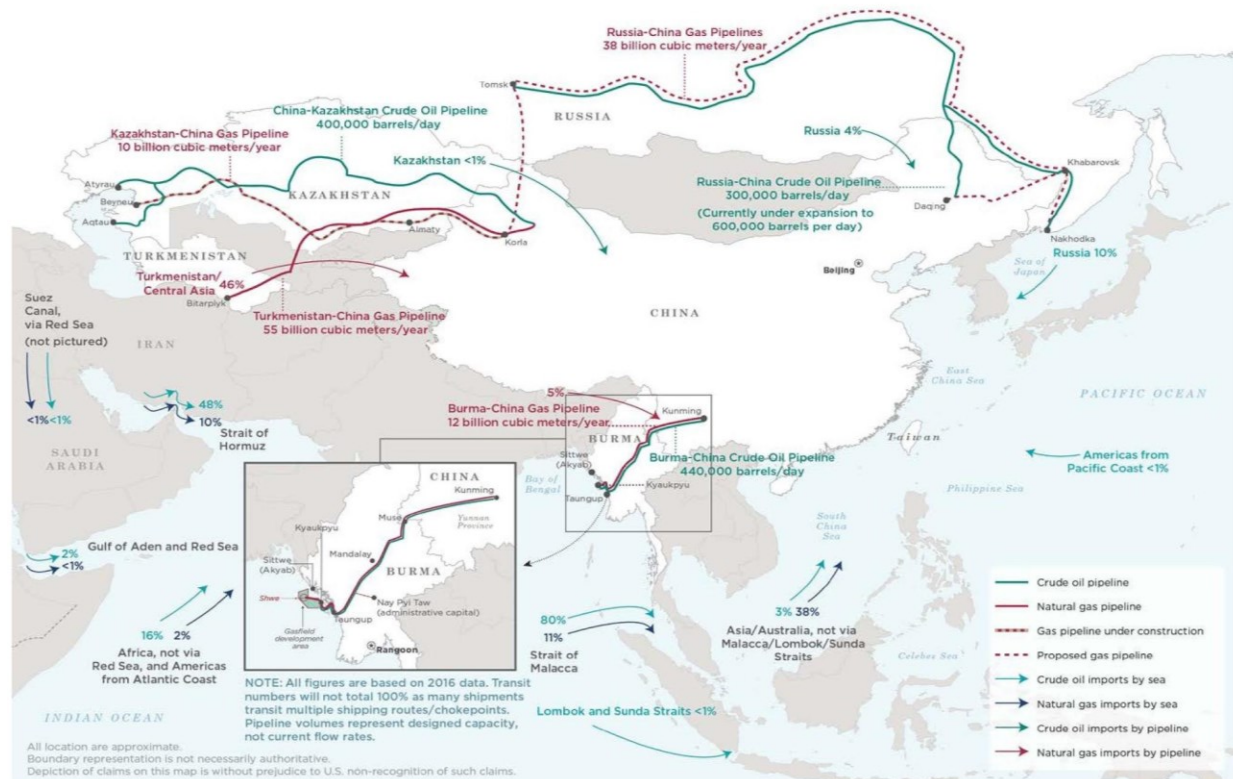 Russia-China Gas Pipelines
38 billion cubic meters/year
Tomsk
RUSSIA
China-Kazakhstan Crude Oil Pipeline
400,000 barrels/day
Kazakhstan-China Gas Pipeline
10 billion cubic meters/year
Kazakhstan <1%
Russia 4%
Khabarovsk
Atyrau
Beyneu
KAZAKHSTAN
Russia-China Crude Oil Pipeline
300,000 barrels/day
(Currently under expansion to
600,000 barrels per day)
Daqing
Aqtau
Almaty
Korla
Nakhodka
TURKMENISTAN
Turkmenistan/
Central Asia
46%
Bitarplyk
Beijing
Sea of
Japan
Russia 10%
Suez
Canal,
via Red Sea
(not pictured)
Turkmenistan-China Gas Pipeline
55 billion cubic meters/year
CHINA
IRAN
<1%
<1%
48%
10%
Strait of
Hormuz
East
China Sea
PACIFIC OCEAN
5%
Burma-China Gas Pipeline
12 billion cubic meters/year
Kunming
BURMA
SAUDI
ARABIA
Taiwan
Sittwe
(Akyab)
Burma-China Crude Oil Pipeline
440,000 barrels/day
Bay of
Bengal
Kyaukpyu
Taungup
Americas from
Pacific Coast <1%
Philippine Sea
South
China
Sea
CHINA
Kunming
Yunnan
Province
Muse
Kyaukpyu
Mandalay
Sittwe
(Akyab)
BURMA
Shwe
Nay Pyi Taw
(administrative capital)
Taungup
Gasfield
development
area
Rangoon
2%
<1%
Gulf of Aden and Red Sea
16%
2%
Africa, not via
Red Sea, and Americas
from Atlantic Coast
80%
11%
Strait of
Malacca
3%
38%
Asia/Australia, not via
Malacca/Lombok/Sunda
Straits
Celebes Sea
NOTE: All figures are based on 2016 data. Transit
numbers will not total 100% as many shipments
transit multiple shipping routes/chokepoints.
Pipeline volumes represent designed capacity,
not current flow rates.
Lombok and Sunda Straits <1%
INDIAN OCEAN
Crude oil pipeline
Natural gas pipeline
Gas pipeline under construction
Proposed gas pipeline
Crude oil imports by sea
Natural gas imports by sea
Crude oil imports by pipeline
Natural gas imports by pipeline
All location are approximate.
Boundary representation is not necessarily authoritative.
Depiction of claims on this map is without prejudice to U.S. non-recognition of such claims.